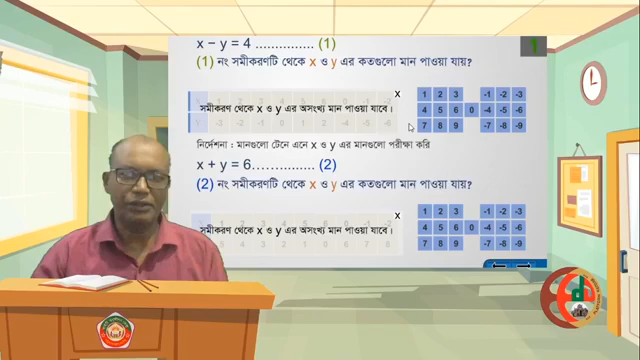 x − y = 4 ............... (1)
1
(1) নং সমীকরণটি থেকে x ও y এর কতগুলো মান পাওয়া যায়?
x
সমীকরণ থেকে x ও y এর অসংখ্য মান পাওয়া যাবে।
1 2 3 -1 -2 -3
4 5 6 0 -4 -5 -6
7 8 9 -7 -8 -9
নির্দেশনা : মানগুলো টেনে এনে x ও y এর মানগুলো পরীক্ষা করি
x + y = 6............... (2)
(2) নং সমীকরণটি থেকে x ও y এর কতগুলো মান পাওয়া যায়?
x
সমীকরণ থেকে x ও y এর অসংখ্য মান পাওয়া যাবে।
1 2 3 -1 -2 -3
4 5 6 0 -4 -5 -6
7 8 9 -7 -8 -9